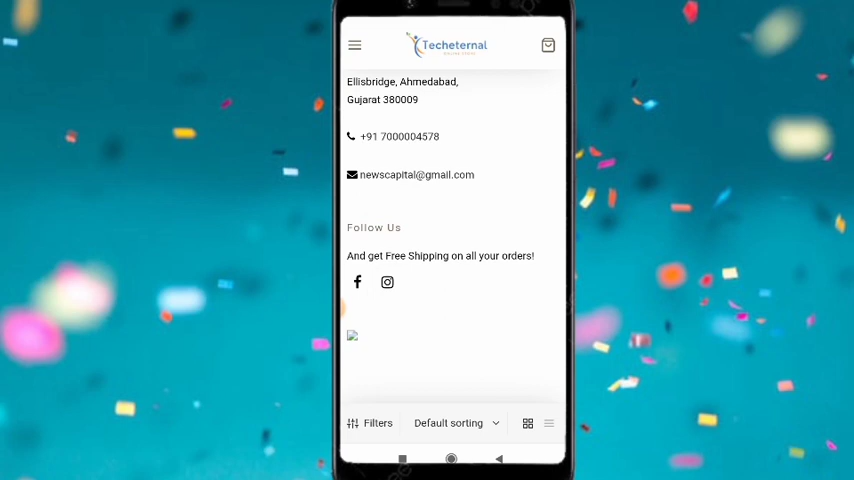 Techeternal
Ellisbridge, Ahmedabad,
Gujarat 380009
+91 7000004578
newscapital@gmail.com
Follow Us
And get Free Shipping on all your orders!
Filters
Default sorting